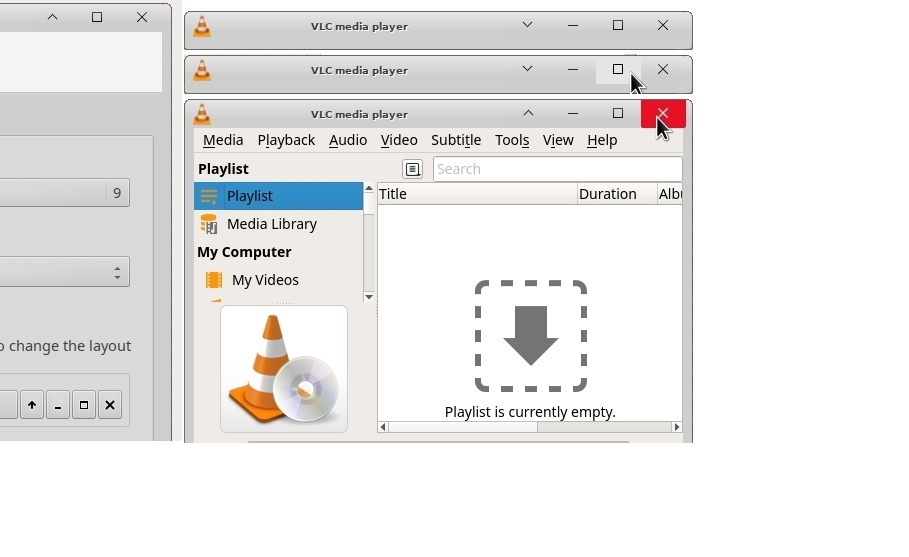 VLC media player
VLC media player
VLC media player
Media Playback Audio Video Subtitle Tools View Help
Playlist
Search
Playlist
Title Duration Albu
Media Library
My Computer
My Videos
9
o change the layout
Playlist is currently empty.